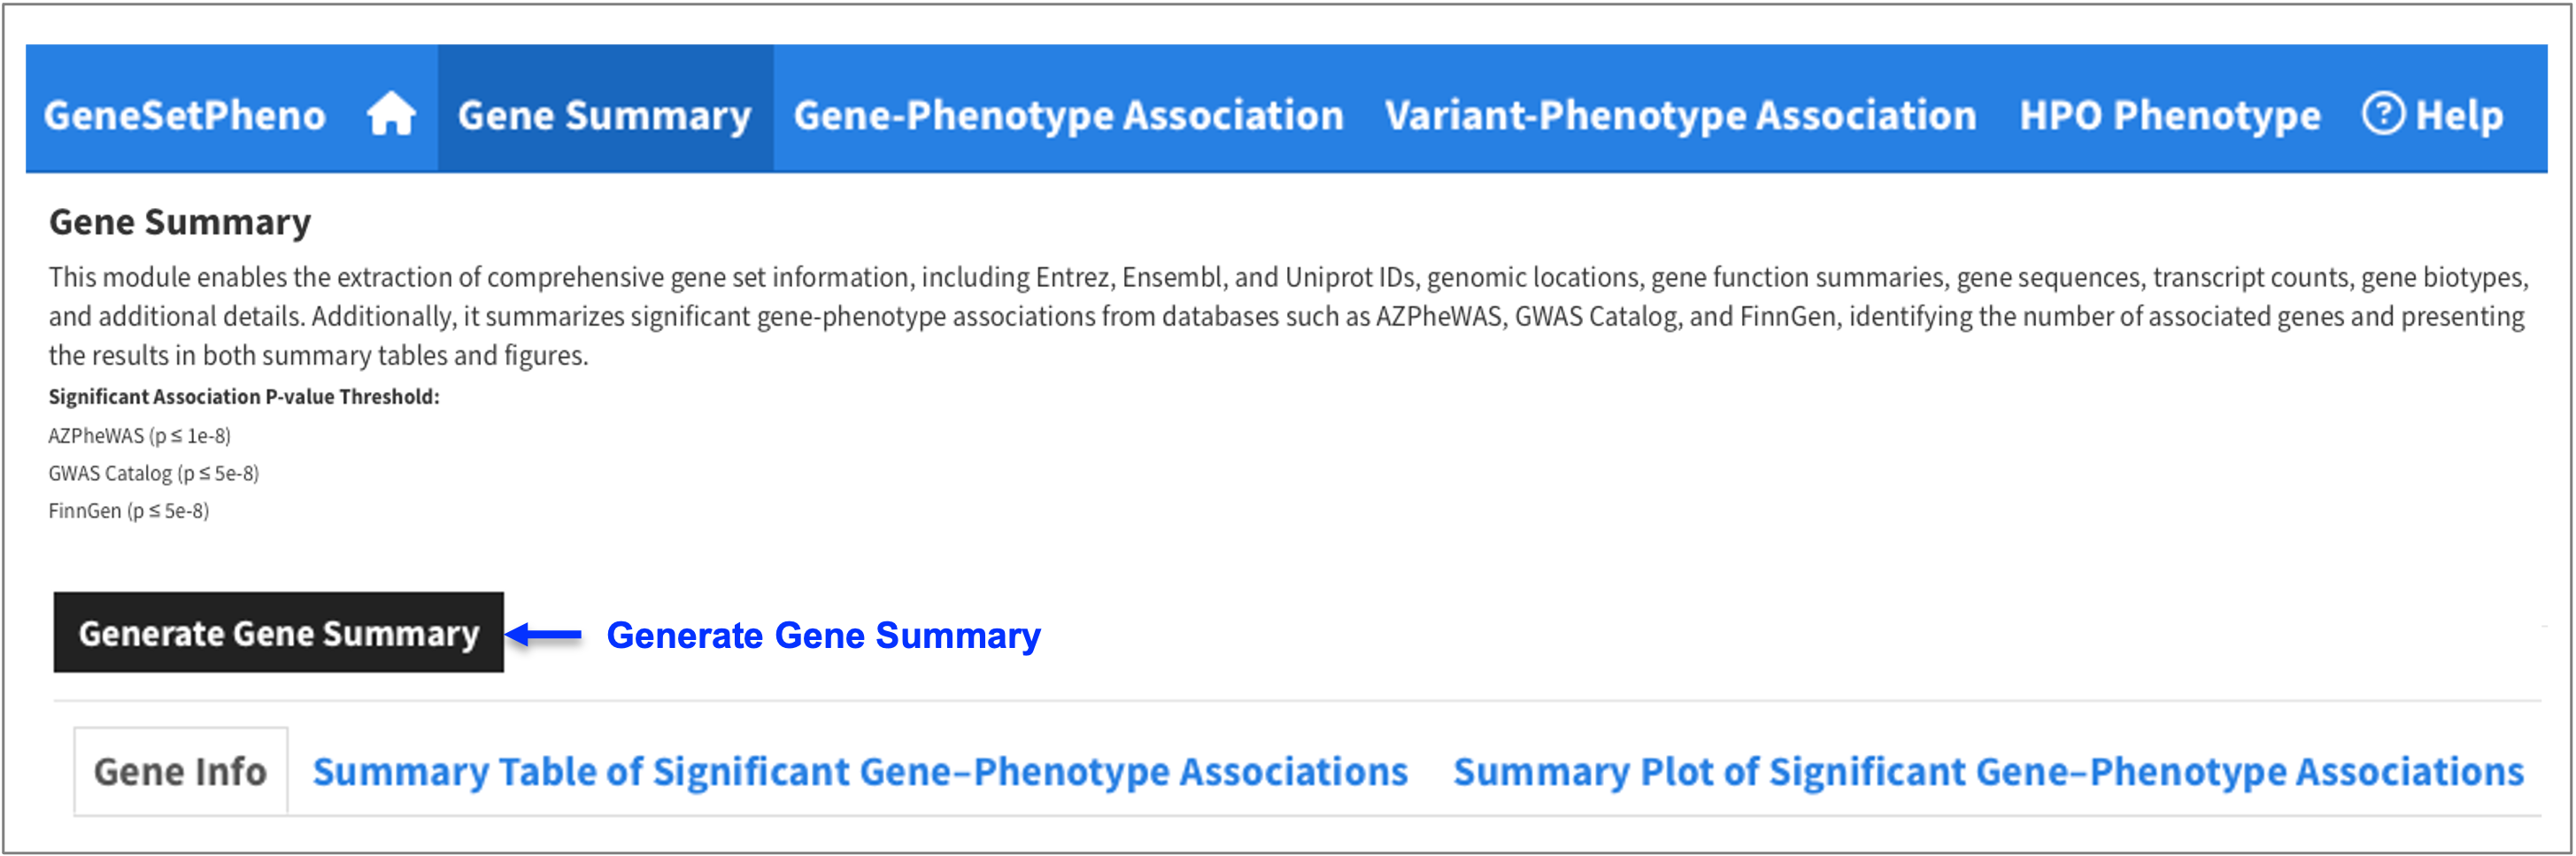 GeneSetPheno Gene Summary Gene-Phenotype Association Variant-Phenotype Association HPO Phenotype ? Help
Gene Summary
This module enables the extraction of comprehensive gene set information, including Entrez, Ensembl, and Uniprot IDs, genomic locations, gene function summaries, gene sequences, transcript counts, gene biotypes,
and additional details. Additionally, it summarizes significant gene-phenotype associations from databases such as AZPheWAS, GWAS Catalog, and FinnGen, identifying the number of associated genes and presenting
the results in both summary tables and figures.
Significant Association P-value Threshold:
AZPheWAS (p ≤ 1e-8)
GWAS Catalog (p ≤ 5e-8)
FinnGen (p ≤ 5e-8)
Generate Gene Summary Generate Gene Summary
Gene Info Summary Table of Significant Gene–Phenotype Associations Summary Plot of Significant Gene–Phenotype Associations